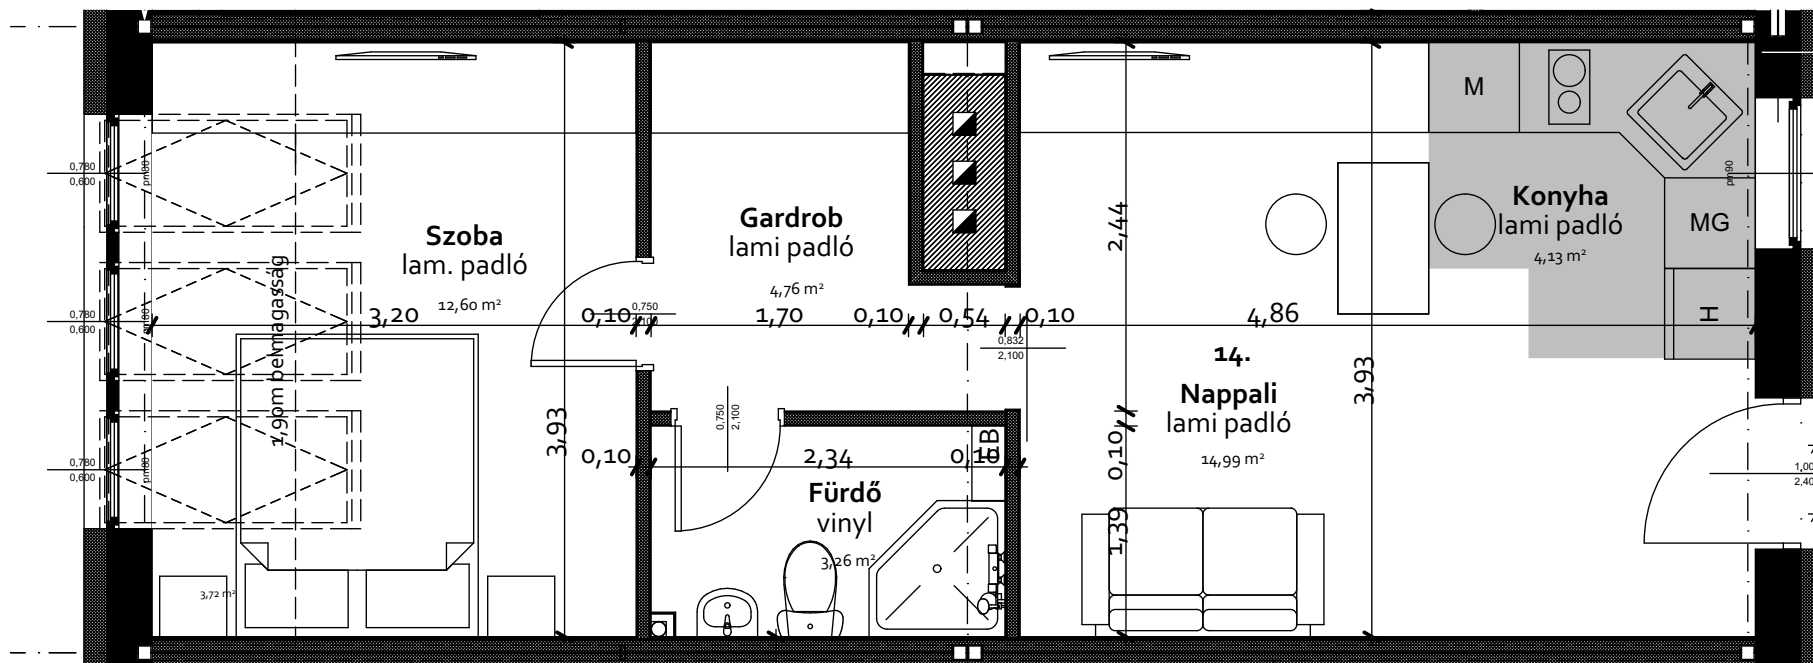 M
Konyha
lami padló
4,13 m²
MG
H
pm90
Gardrob
lami padló
4,76 m²
Szoba
lam. padló
12,60 m²
0,780
0,600
pm80
0,780
0,600
pm80
0,780
0,600
pm80
1,90m belmagasság
3,20
0,10
0,750
2,100
1,70
0,10
0,54
0,10
4,86
0,832
2,100
2,44
3,93
3,93
14.
Nappali
lami padló
14,99 m²
0,750
2,100
0,10
2,34
0,10
0,10
1,39
Fürdő
vinyl
3,26 m²
3,72 m²
1,00
2,40